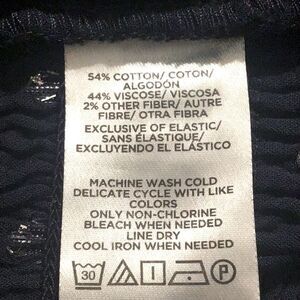 54% COTTON/ COTON/
ALGODÓN
44% VISCOSE/ VISCOSA
2% OTHER FIBER/ AUTRE
FIBRE/ OTRA FIBRA
EXCLUSIVE OF ELASTIC/
SANS ÉLASTIQUE/
EXCLUYENDO EL ELÁSTICO
MACHINE WASH COLD
DELICATE CYCLE WITH LIKE
COLORS
ONLY NON-CHLORINE
BLEACH WHEN NEEDED
LINE DRY
COOL IRON WHEN NEEDED
30 P